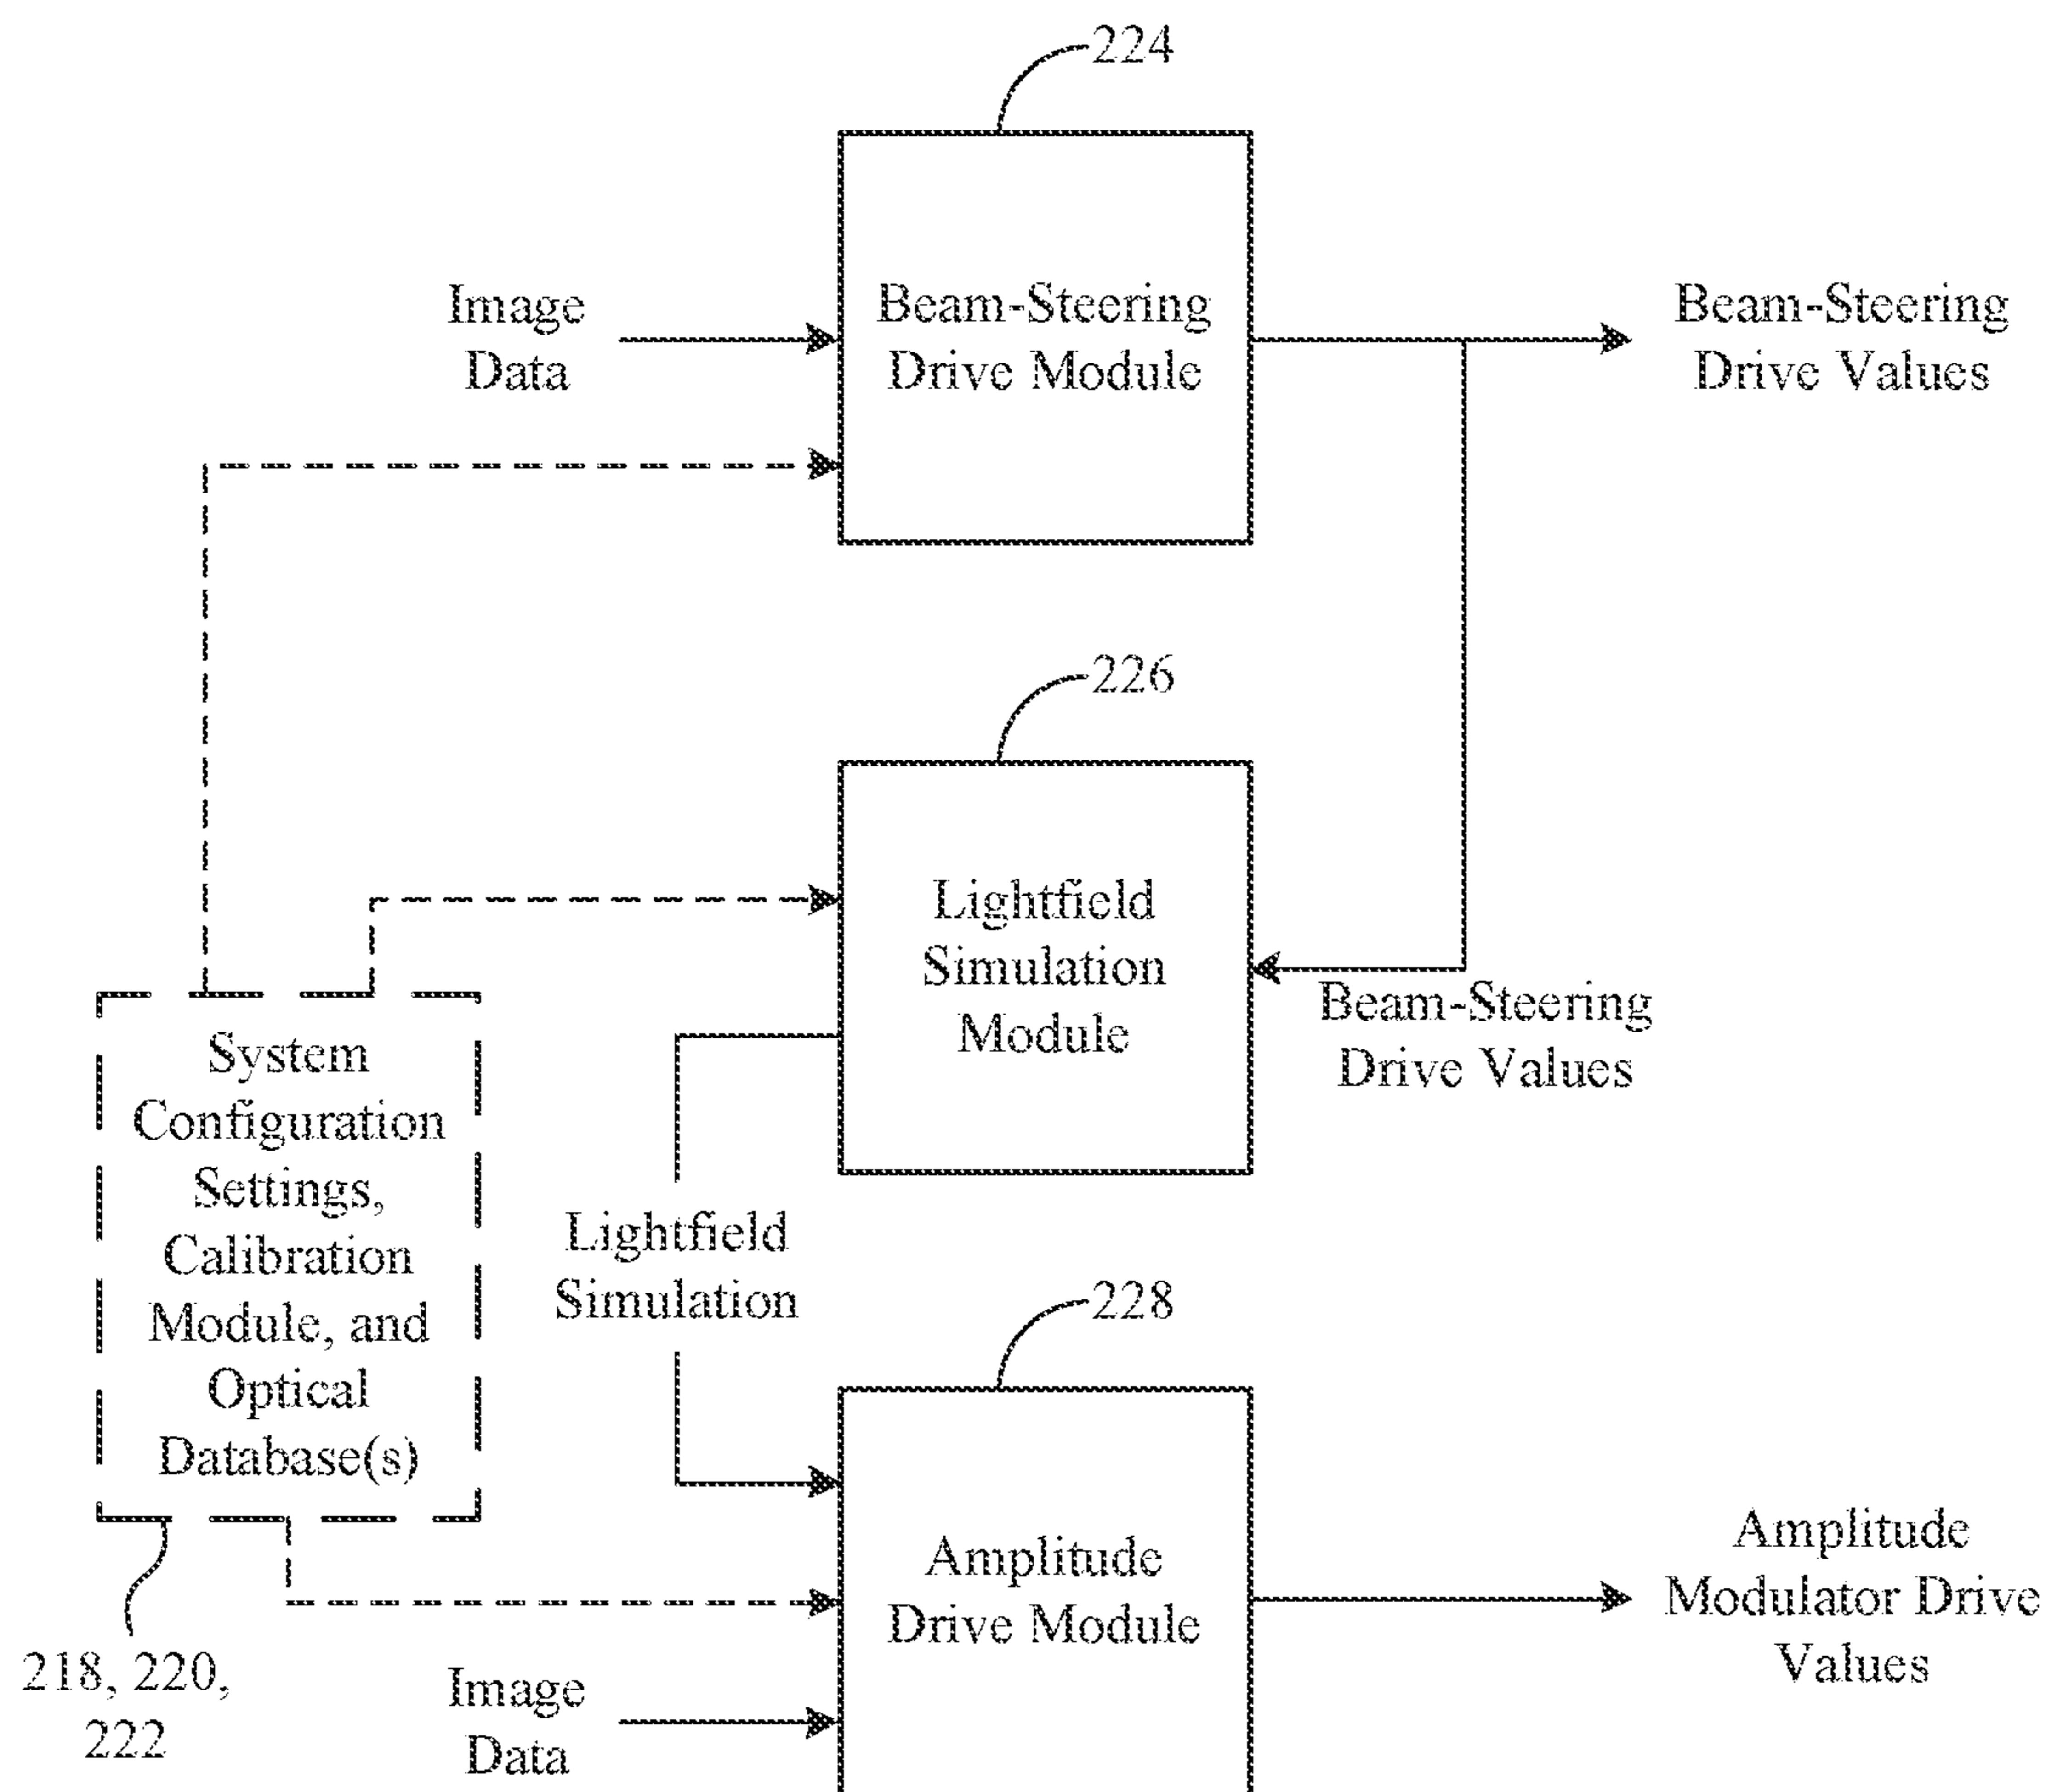 224
Image
Data
Beam-Steering
Drive Module
Beam-Steering
Drive Values
226
Lightfield
Simulation
Module
Beam-Steering
Drive Values
System
Configuration
Settings,
Calibration
Module, and
Optical
Database(s)
Lightfield
Simulation
228
Amplitude
Drive Module
Amplitude
Modulator Drive
Values
218, 220,
222
Image
Data